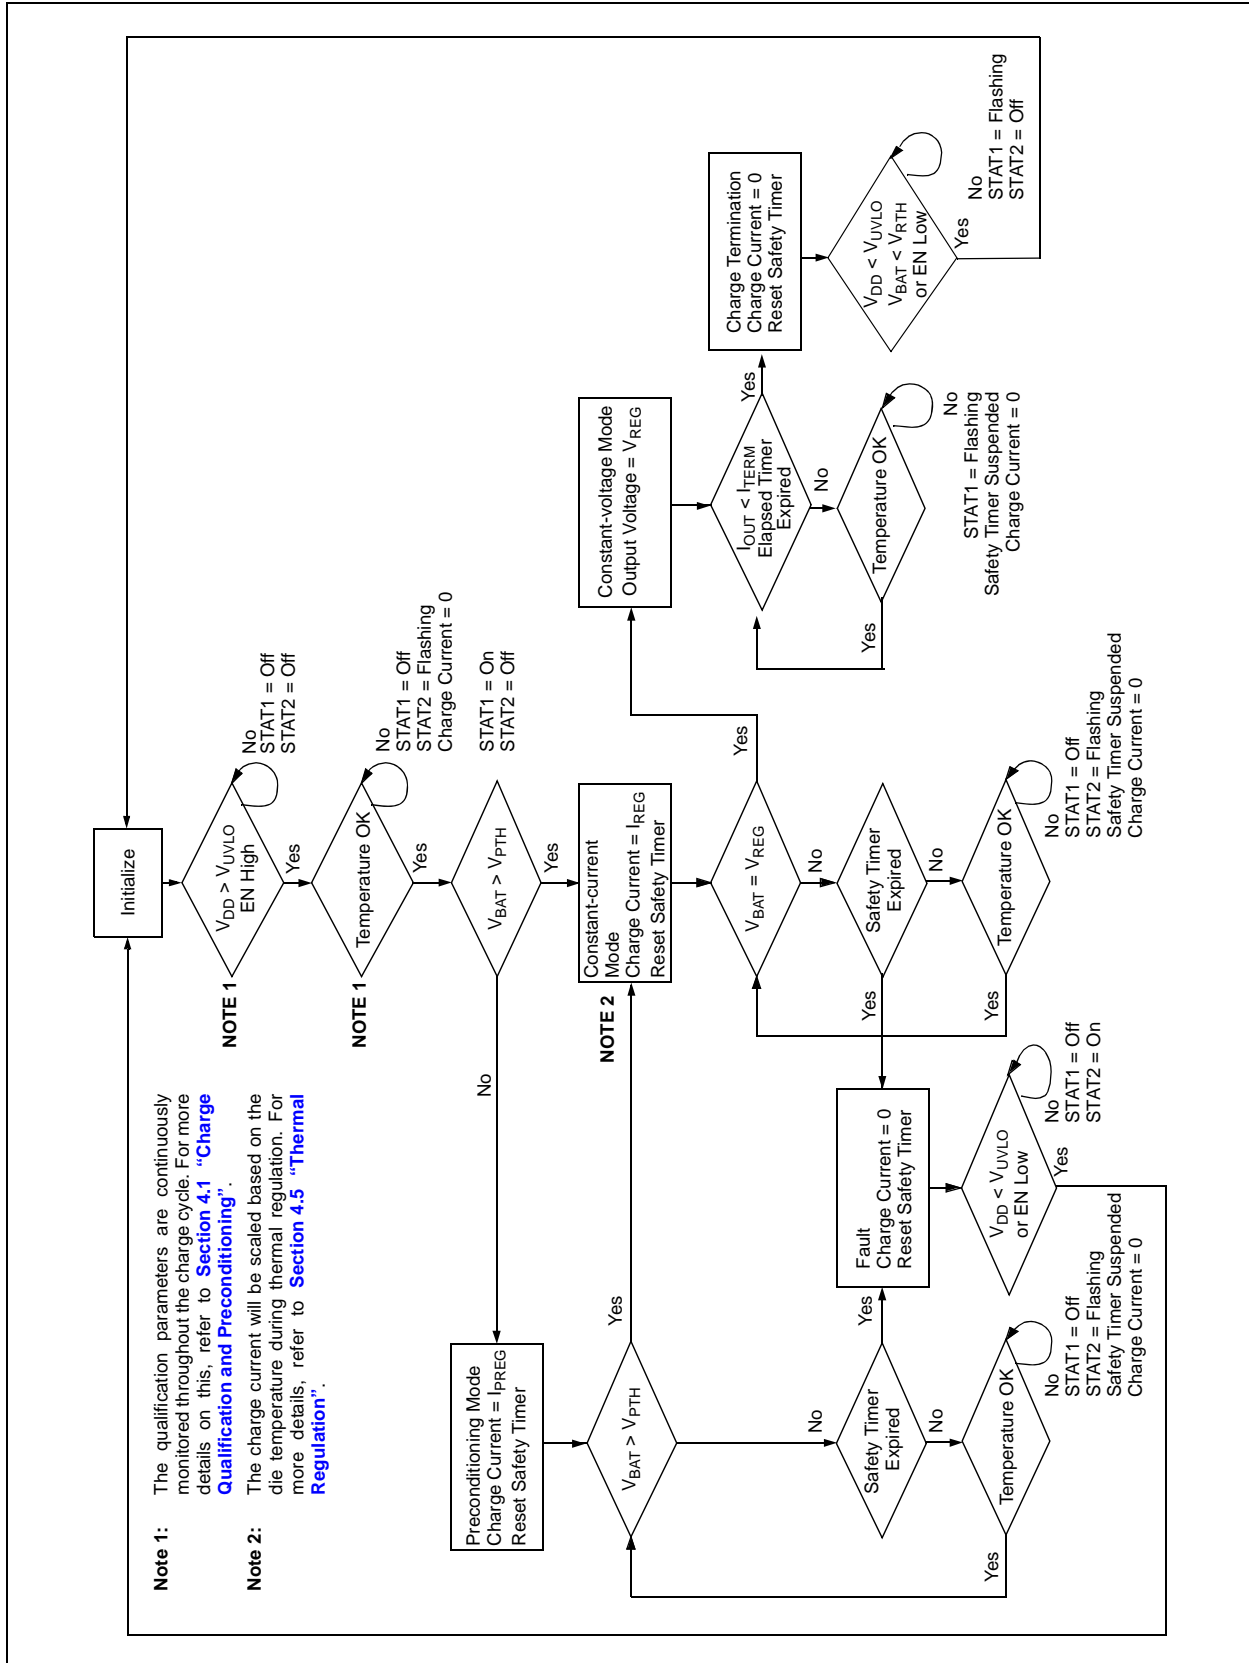 Note 1:
The qualification parameters are continuously
monitored throughout the charge cycle. For more
details on this, refer to Section 4.1 “Charge
Qualification and Preconditioning”.
Note 2:
The charge current will be scaled based on the
die temperature during thermal regulation. For
more details, refer to Section 4.5 “Thermal
Regulation”.
Initialize
NOTE 1
VDD > VUVLO
EN High
No
STAT1 = Off
STAT2 = Off
Yes
NOTE 1
Temperature OK
No
STAT1 = Off
STAT2 = Flashing
Charge Current = 0
Yes
VBAT > VPTH
STAT1 = On
STAT2 = Off
No
Yes
Preconditioning Mode
Charge Current = IPREG
Reset Safety Timer
NOTE 2
Constant-current
Mode
Charge Current = IREG
Reset Safety Timer
Constant-voltage Mode
Output Voltage = VREG
VBAT > VPTH
Yes
No
VBAT = VREG
Yes
No
IOUT < ITERM
Elapsed Timer
Expired
Yes
No
Charge Termination
Charge Current = 0
Reset Safety Timer
Safety Timer
Expired
Yes
No
Fault
Charge Current = 0
Reset Safety Timer
Safety Timer
Expired
Yes
No
Temperature OK
Yes
No
STAT1 = Flashing
Safety Timer Suspended
Charge Current = 0
VDD < VUVLO
VBAT < VRTH
or EN Low
Yes
No
STAT1 = Flashing
STAT2 = Off
Temperature OK
Yes
No
STAT1 = Off
STAT2 = Flashing
Safety Timer Suspended
Charge Current = 0
VDD < VUVLO
or EN Low
Yes
No
STAT1 = Off
STAT2 = On
Temperature OK
Yes
No
STAT1 = Off
STAT2 = Flashing
Safety Timer Suspended
Charge Current = 0